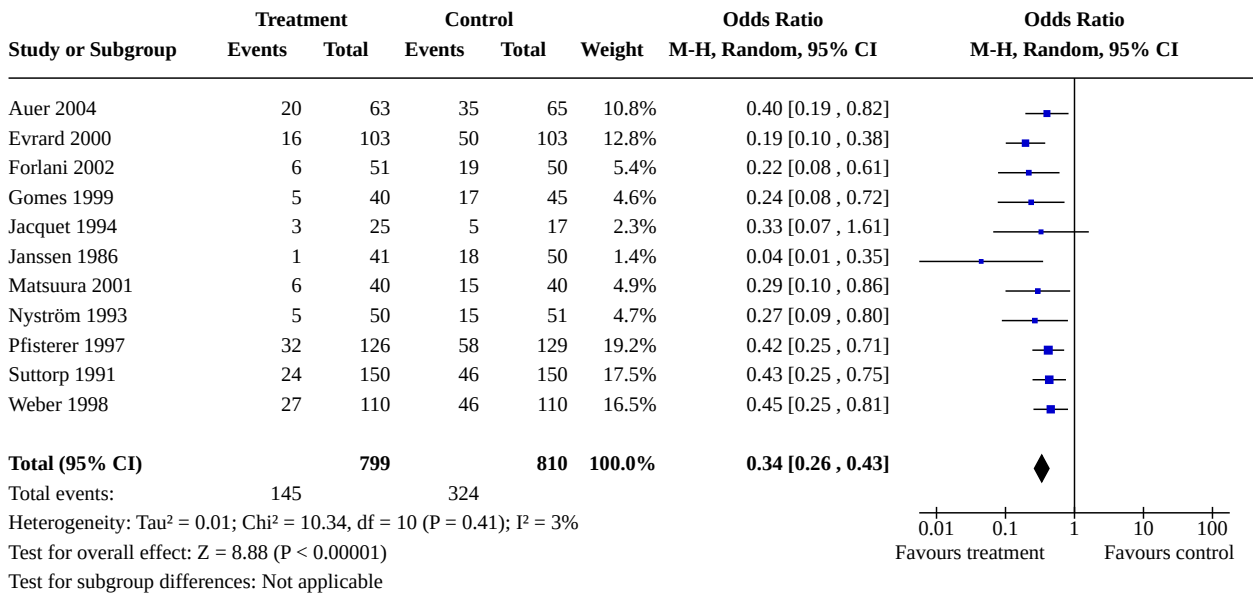 Treatment Control Odds Ratio Odds Ratio
Study or Subgroup Events Total Events Total Weight M-H, Random, 95% CI M-H, Random, 95% CI
Auer 2004 20 63 35 65 10.8% 0.40 [0.19 , 0.82]
Evrard 2000 16 103 50 103 12.8% 0.19 [0.10 , 0.38]
Forlani 2002 6 51 19 50 5.4% 0.22 [0.08 , 0.61]
Gomes 1999 5 40 17 45 4.6% 0.24 [0.08 , 0.72]
Jacquet 1994 3 25 5 17 2.3% 0.33 [0.07 , 1.61]
Janssen 1986 1 41 18 50 1.4% 0.04 [0.01 , 0.35]
Matsuura 2001 6 40 15 40 4.9% 0.29 [0.10 , 0.86]
Nyström 1993 5 50 15 51 4.7% 0.27 [0.09 , 0.80]
Pfisterer 1997 32 126 58 129 19.2% 0.42 [0.25 , 0.71]
Suttorp 1991 24 150 46 150 17.5% 0.43 [0.25 , 0.75]
Weber 1998 27 110 46 110 16.5% 0.45 [0.25 , 0.81]
Total (95% CI) 799 810 100.0% 0.34 [0.26 , 0.43]
Total events: 145 324
Heterogeneity: Tau² = 0.01; Chi² = 10.34, df = 10 (P = 0.41); I² = 3%
Test for overall effect: Z = 8.88 (P < 0.00001)
Test for subgroup differences: Not applicable
0.01 0.1 1 10 100
Favours treatment Favours control